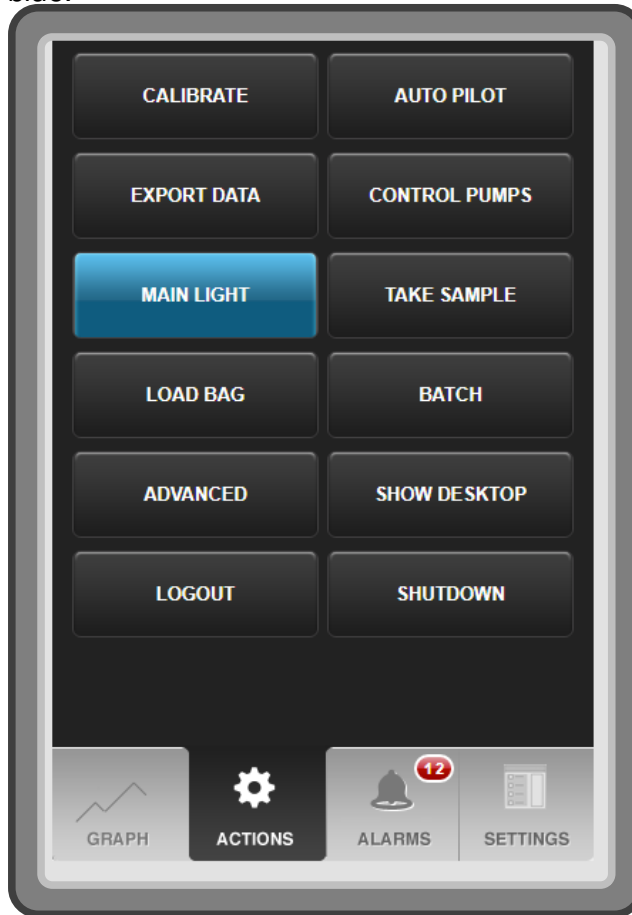 CALIBRATE AUTO PILOT
EXPORT DATA CONTROL PUMPS
MAIN LIGHT TAKE SAMPLE
LOAD BAG BATCH
ADVANCED SHOW DESKTOP
LOGOUT SHUTDOWN
12
GRAPH ACTIONS ALARMS SETTINGS